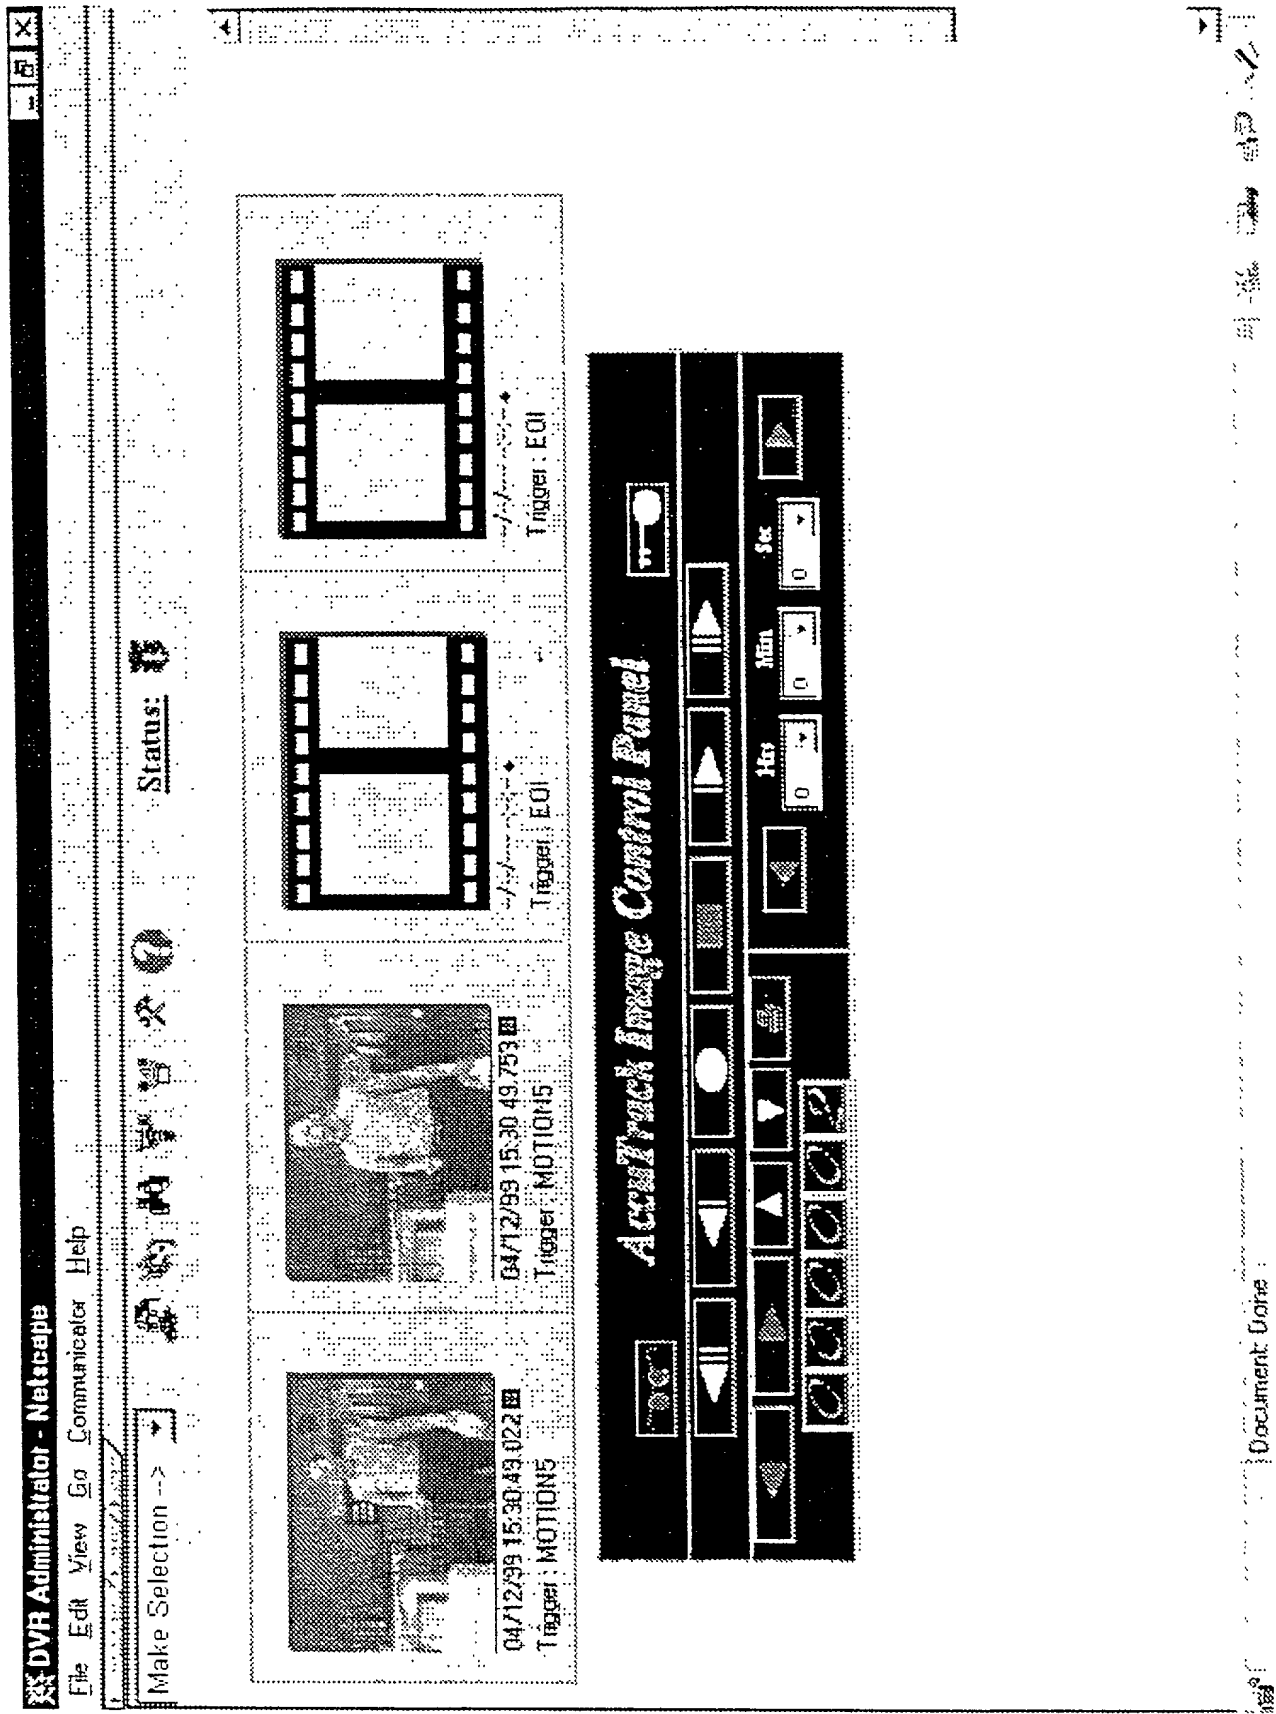 DVR Administrator - Netscape
File Edit View Go Communicator Help
Make Selection --> Status:
04/12/99 15:30:49.022
Trigger : MOTION5
04/12/99 15:30:49.753
Trigger : MOTION5
--/--/-- --:--:--
Trigger : EOI
--/--/-- --:--:--
Trigger : EOI
AccuTrack Image Control Panel
Hrs Min Sec
0 0 0
Document Done